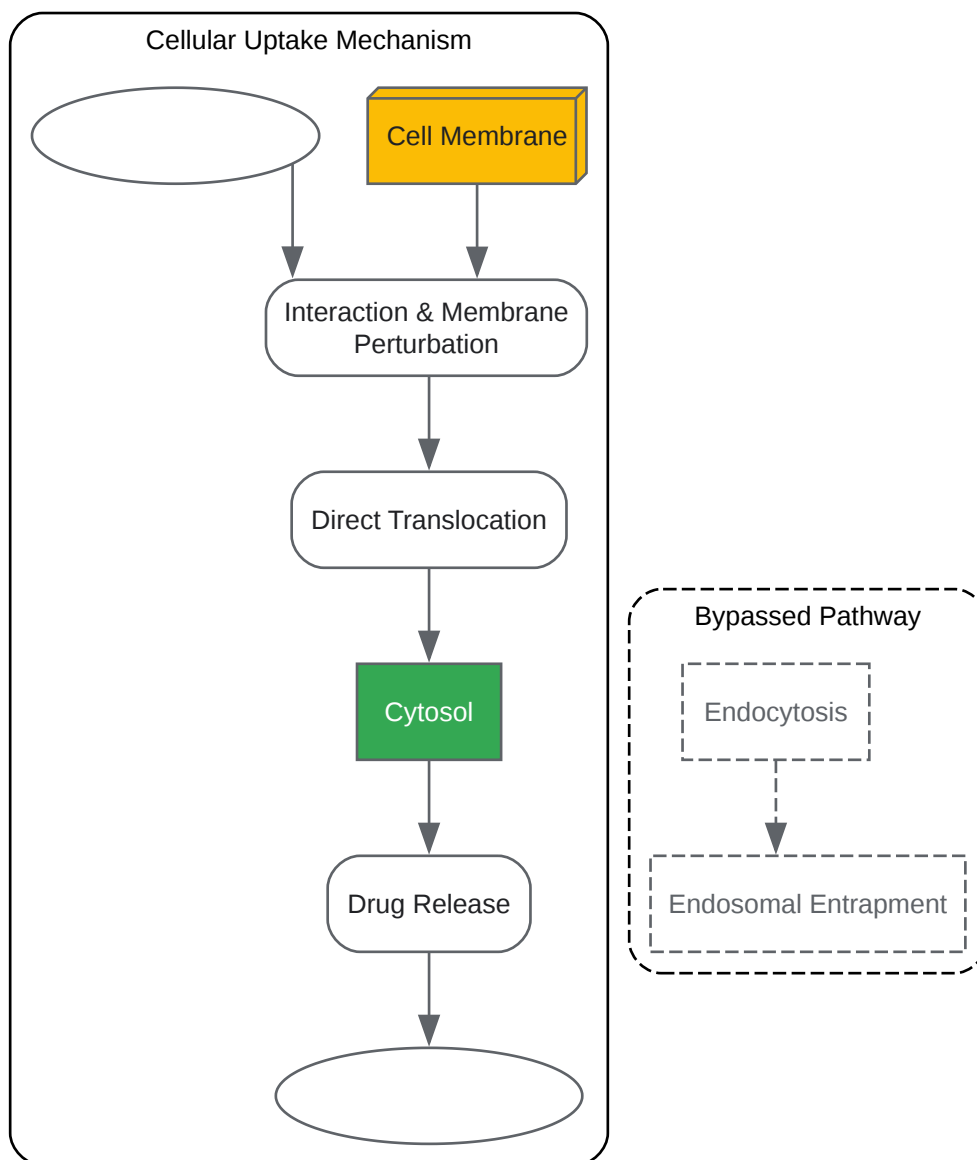 Cellular Uptake Mechanism
Cell Membrane
Interaction & Membrane
Perturbation
Direct Translocation
Bypassed Pathway
Endocytosis
Cytosol
Drug Release
Endosomal Entrapment